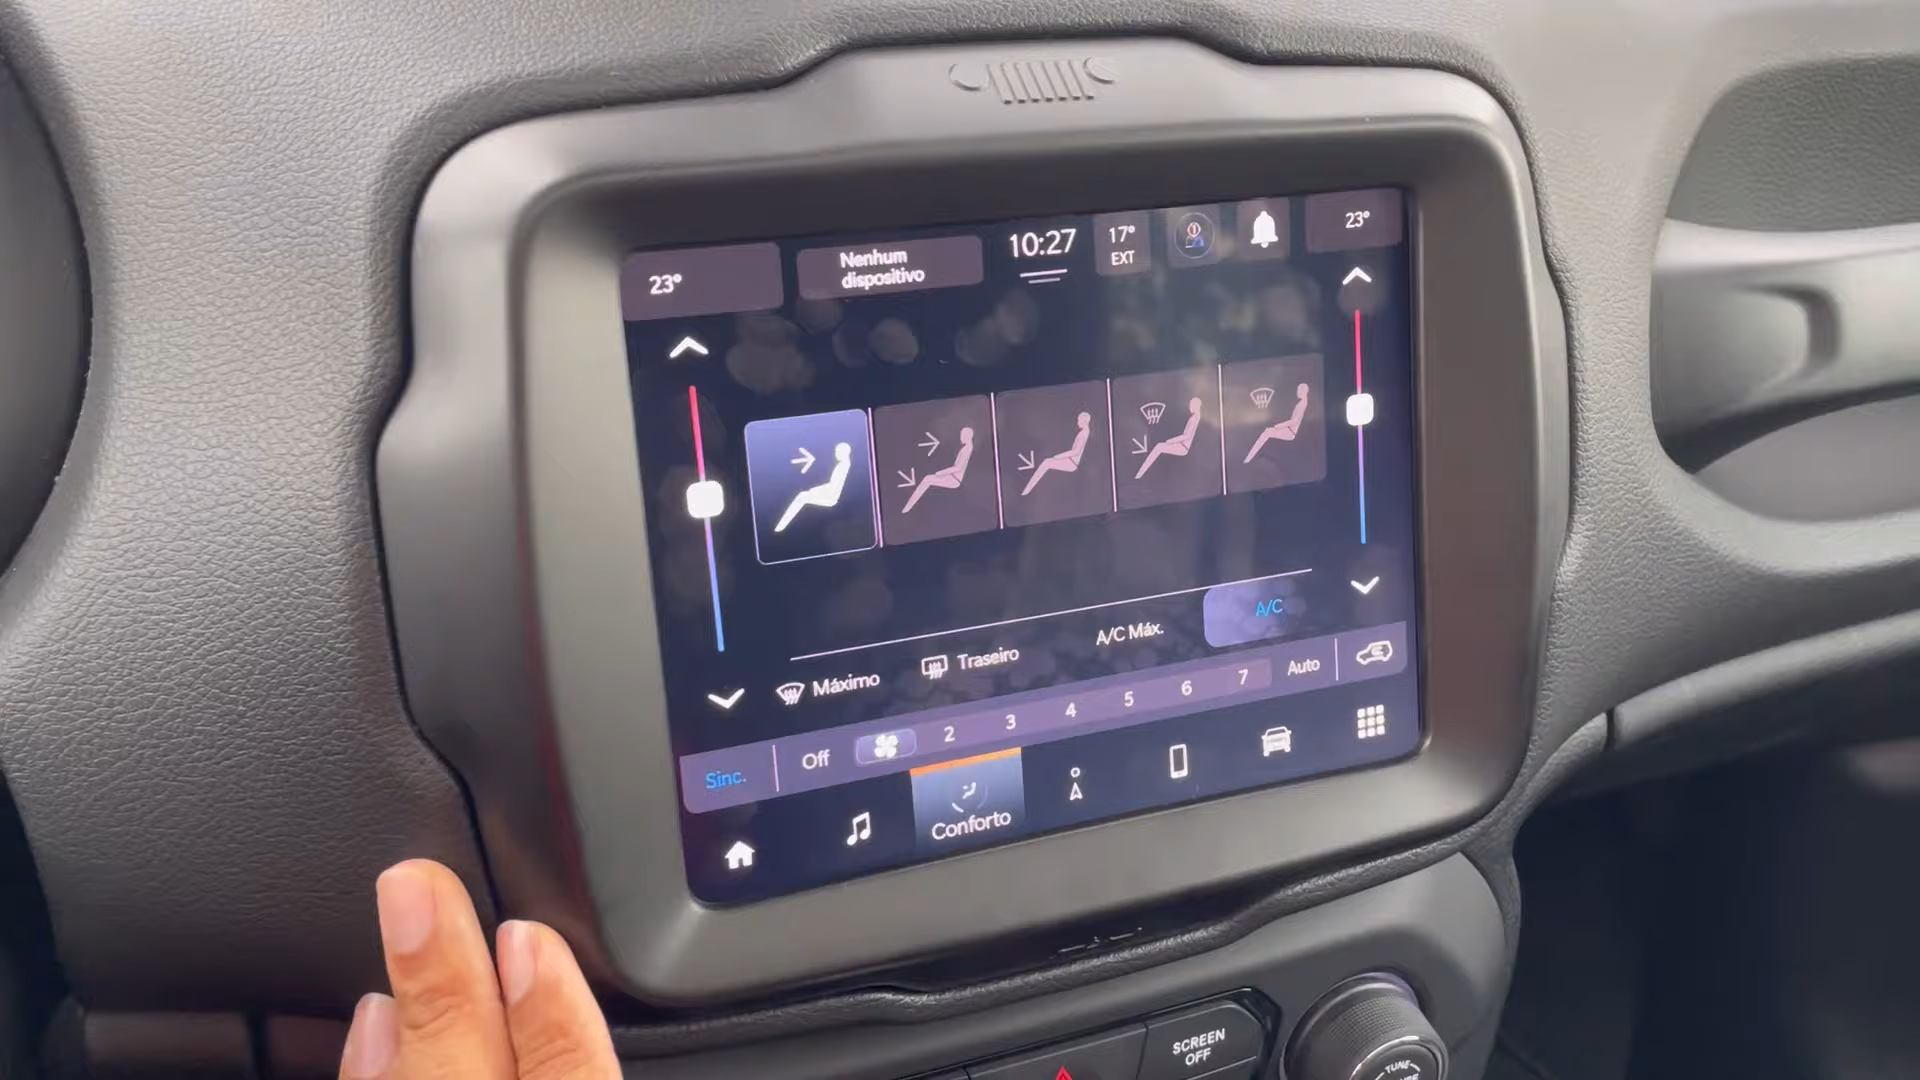 23°
Nenhum
dispositivo
10:27
17°
EXT
23°
Máximo
Traseiro
A/C Máx.
A/C
Sinc.
Off
2
3
4
5
6
7
Auto
Conforto
SCREEN
OFF
TUNE